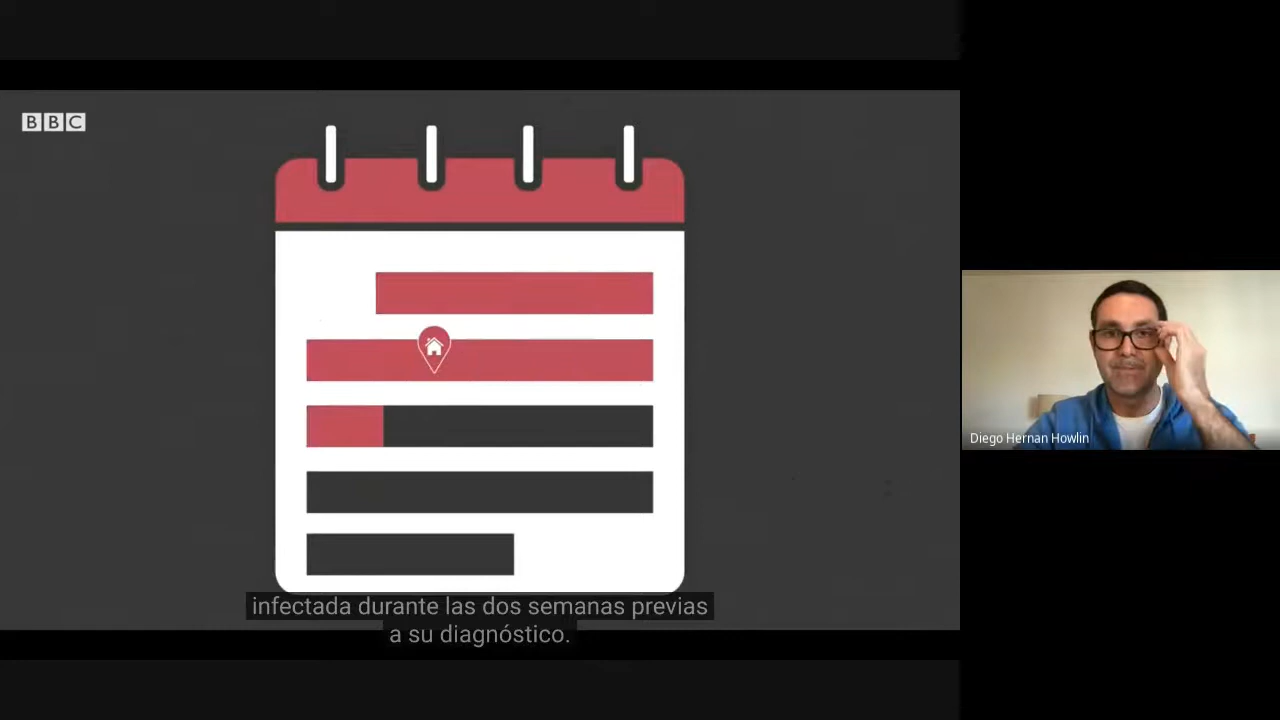 BBC
infectada durante las dos semanas previas
a su diagnóstico.
Diego Hernan Howlin